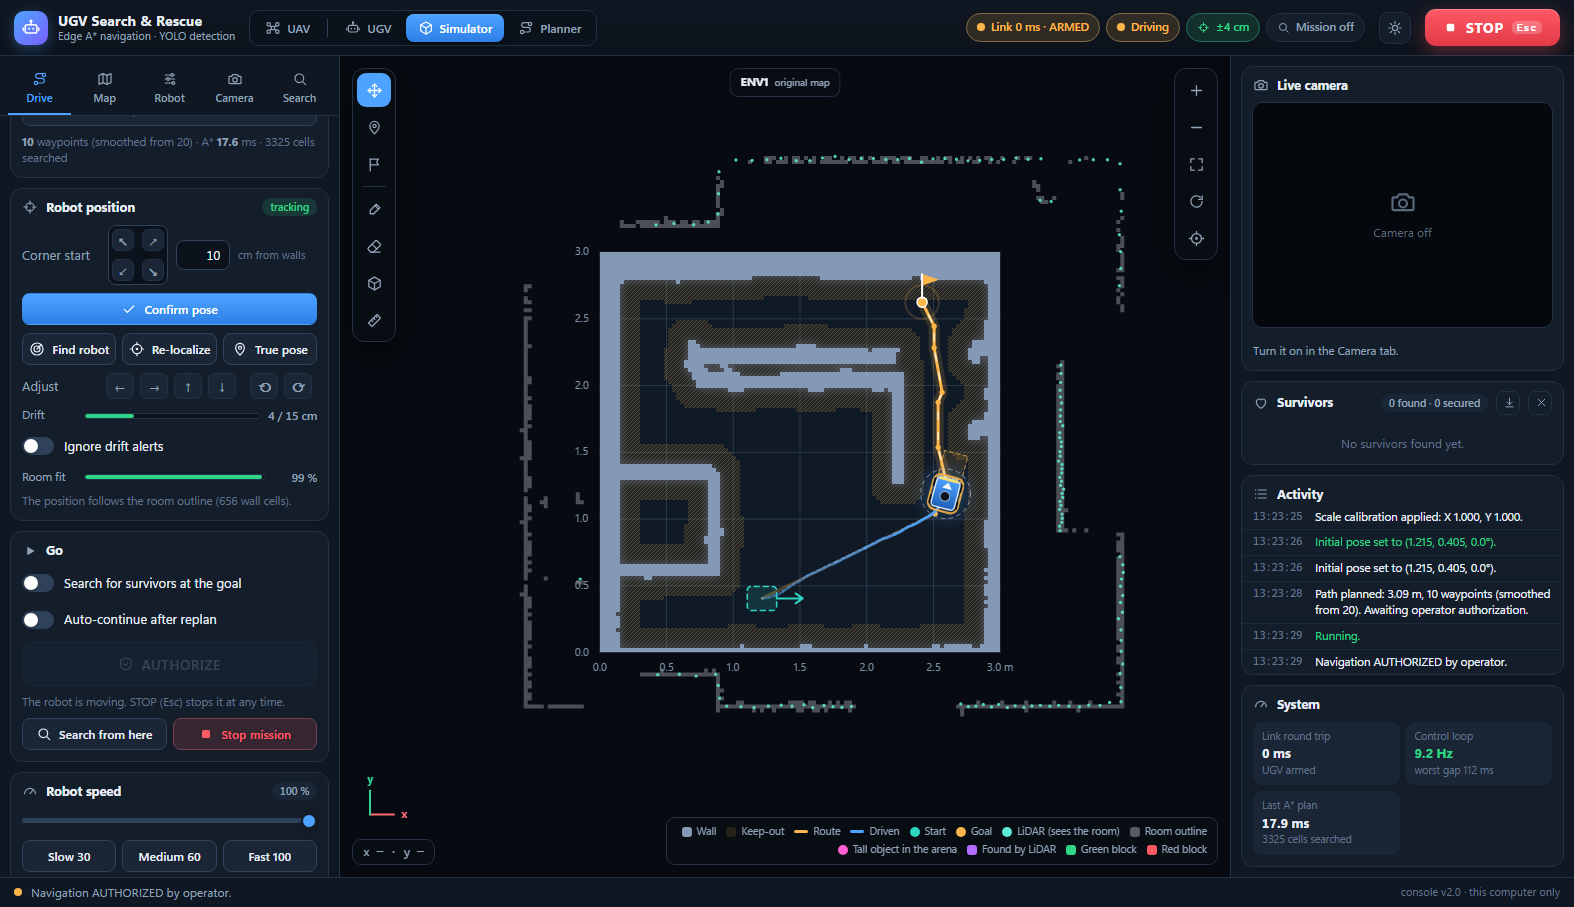 UGV Search & Rescue
Edge A* navigation · YOLO detection
UAV
UGV
Simulator
Planner
Link 0 ms · ARMED
Driving
±4 cm
Mission off
STOP Esc
Drive
Map
Robot
Camera
Search
10 waypoints (smoothed from 20) · A* 17.6 ms · 3325 cells
searched
Robot position
tracking
Corner start
10
cm from walls
Confirm pose
Find robot
Re-localize
True pose
Adjust
Drift
4 / 15 cm
Ignore drift alerts
Room fit
99 %
The position follows the room outline (656 wall cells).
Go
Search for survivors at the goal
Auto-continue after replan
AUTHORIZE
The robot is moving. STOP (Esc) stops it at any time.
Search from here
Stop mission
Robot speed
100 %
Slow 30
Medium 60
Fast 100
ENV1 original map
3.0
2.5
2.0
1.5
1.0
0.5
0.0
0.0
0.5
1.0
1.5
2.0
2.5
3.0 m
y
x
x — · y —
Wall
Keep-out
Route
Driven
Start
Goal
LiDAR (sees the room)
Room outline
Tall object in the arena
Found by LiDAR
Green block
Red block
Live camera
Camera off
Turn it on in the Camera tab.
Survivors
0 found · 0 secured
No survivors found yet.
Activity
13:23:25 Scale calibration applied: X 1.000, Y 1.000.
13:23:26 Initial pose set to (1.215, 0.405, 0.0°).
13:23:26 Initial pose set to (1.215, 0.405, 0.0°).
13:23:28 Path planned: 3.09 m, 10 waypoints (smoothed
from 20). Awaiting operator authorization.
13:23:29 Running.
13:23:29 Navigation AUTHORIZED by operator.
System
Link round trip
0 ms
UGV armed
Control loop
9.2 Hz
worst gap 112 ms
Last A* plan
17.9 ms
3325 cells searched
Navigation AUTHORIZED by operator.
console v2.0 · this computer only